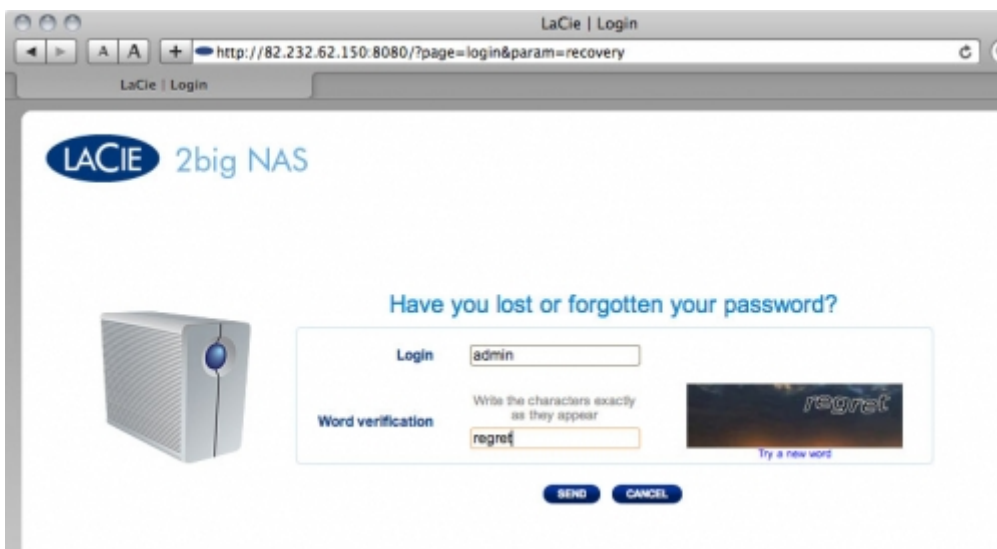 LaCie | Login
A A + http://82.232.62.150:8080/?page=login&param=recovery
LaCie | Login
LACIE 2big NAS
Have you lost or forgotten your password?
Login admin
Write the characters exactly
as they appear
Word verification
regret
regret
Try a new word
SEND CANCEL